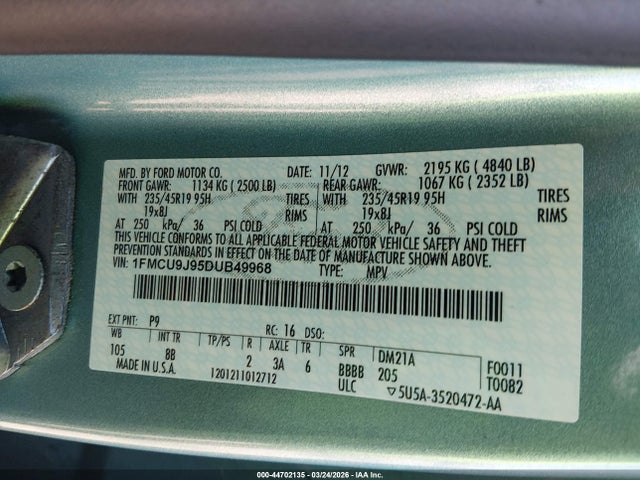 MFD. BY FORD MOTOR CO. DATE: 11/12 GVWR: 2195 KG ( 4840 LB)
FRONT GAWR: 1134 KG ( 2500 LB) REAR GAWR: 1067 KG ( 2352 LB)
WITH 235/45R19 95H TIRES WITH 235/45R19 95H TIRES
19x8J RIMS 19x8J RIMS
AT 250 kPa/ 36 PSI COLD AT 250 kPa/ 36 PSI COLD
THIS VEHICLE CONFORMS TO ALL APPLICABLE FEDERAL MOTOR VEHICLE SAFETY AND THEFT
PREVENTION STANDARDS IN EFFECT ON THE DATE OF MANUFACTURE SHOWN ABOVE.
VIN: 1FMCU9J95DUB49968 TYPE: MPV
EXT PNT: P9 RC: 16 DSO:
WB INT TR TP/PS R AXLE TR SPR DM21A F0011
105 8B 2 3A 6 BBBB 205 T0082
MADE IN U.S.A. 1201211012712 ULC ▽5U5A-3520472-AA
000-44702135 - 03/24/2026 - IAA Inc.